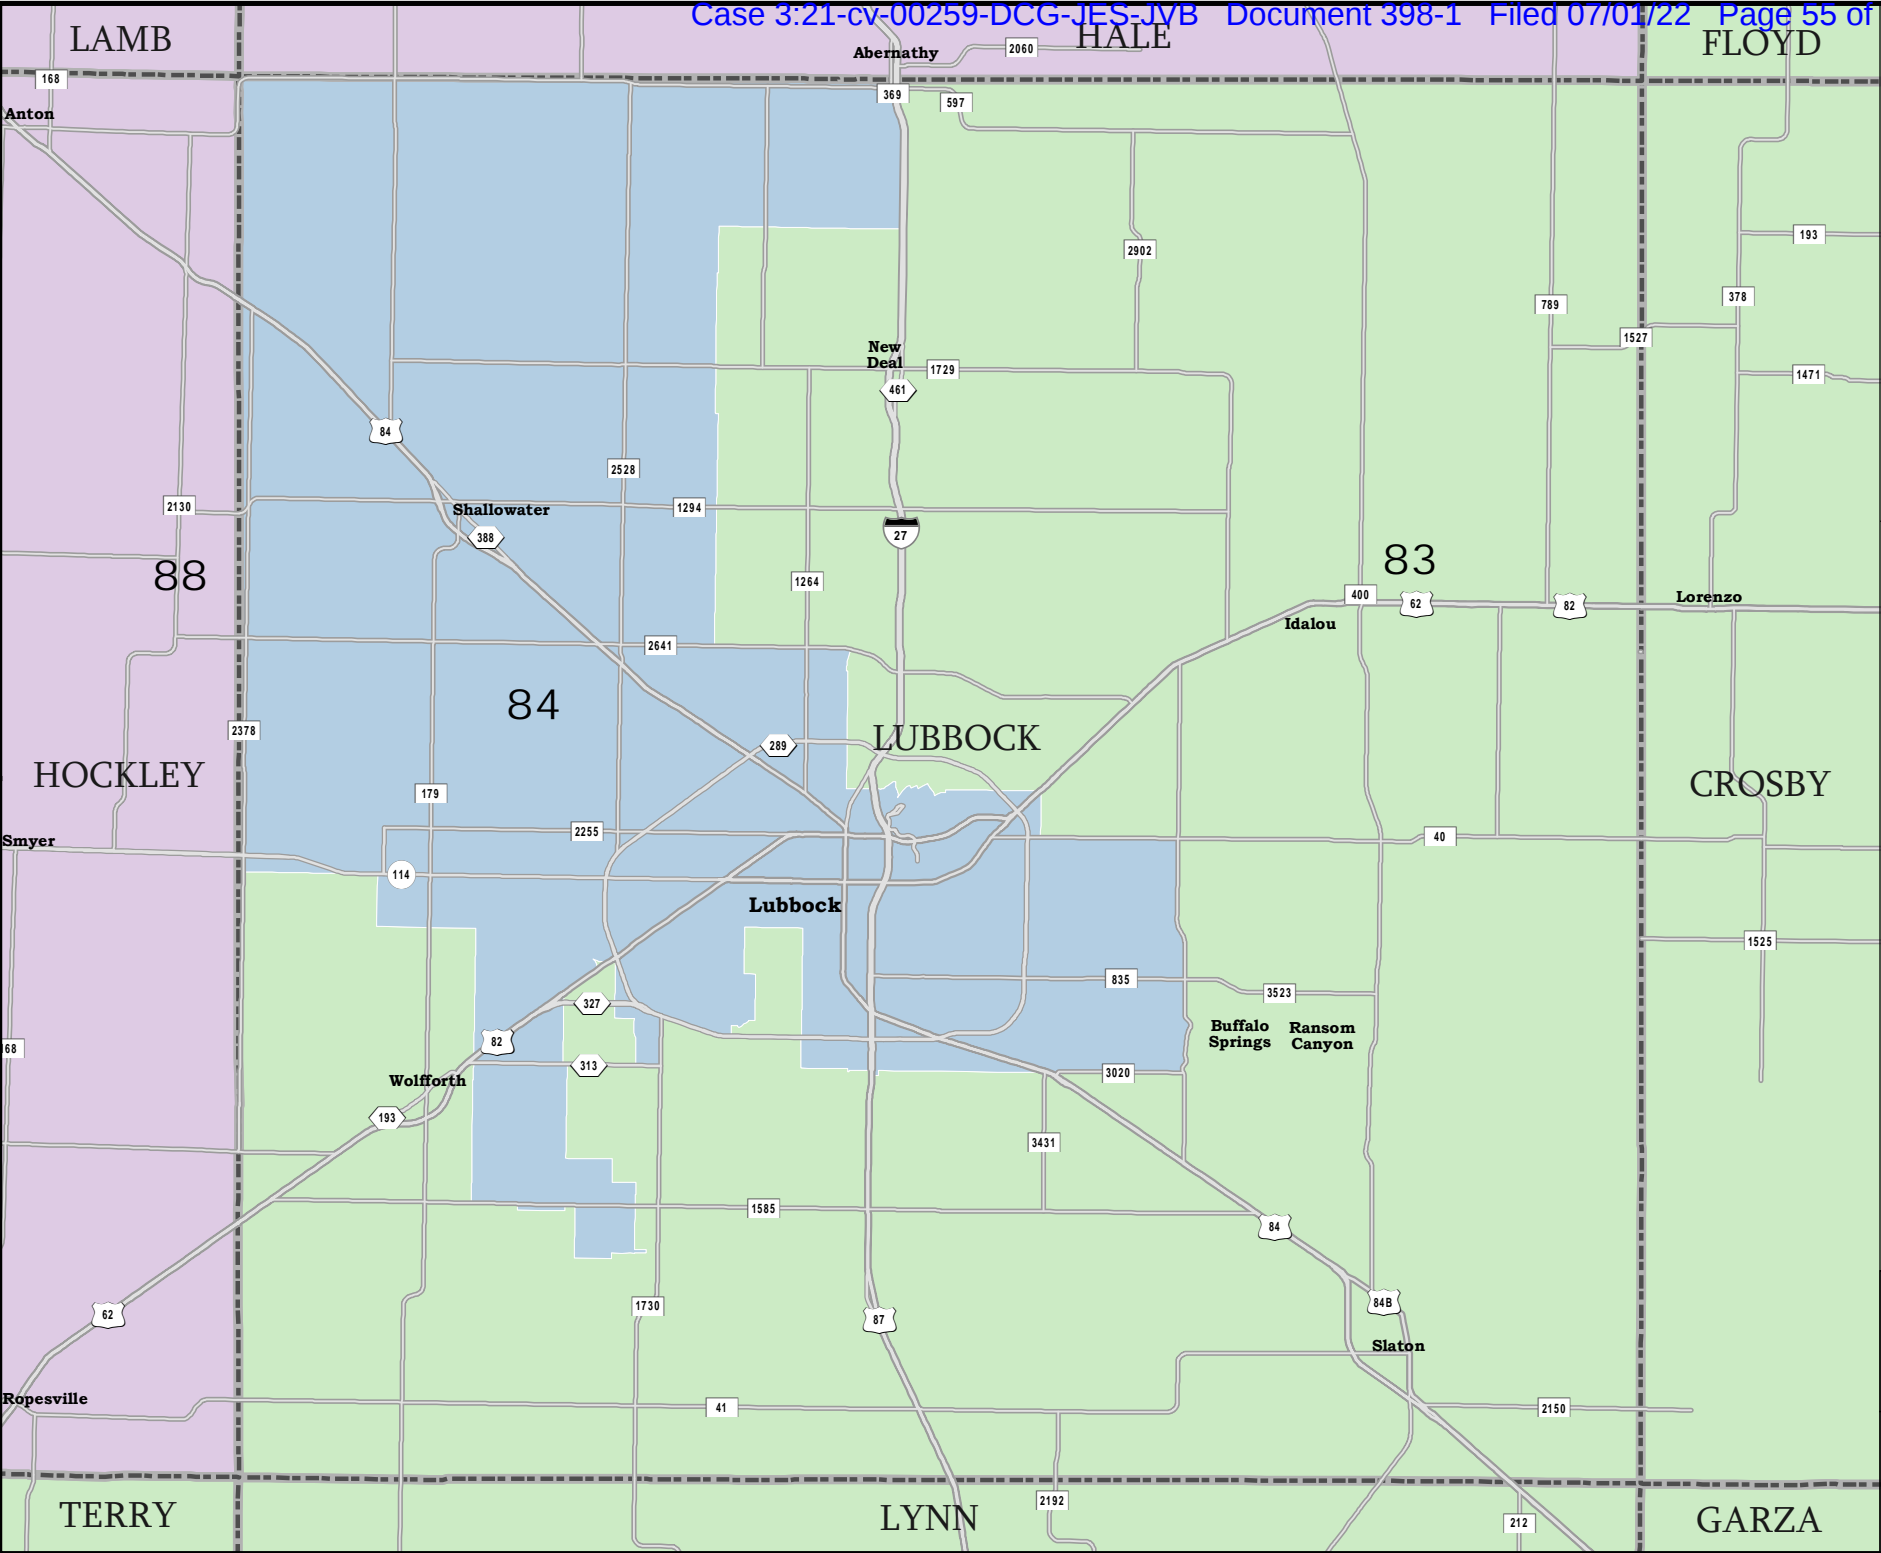 Case 3:21-cv-00259-DCG-JES-JVB Document 398-1 Filed 07/01/22 Page 55 of
LAMB
HALE
FLOYD
Abernathy
2060
168
369
597
Anton
193
2902
378
789
1527
New
Deal
1729
1471
461
84
2528
2130
1294
Shallowater
388
27
88
83
1264
400
62
82
Lorenzo
Idalou
2641
84
2378
289
LUBBOCK
HOCKLEY
CROSBY
179
Smyer
2255
40
114
Lubbock
1525
835
3523
327
Buffalo
Springs
Ransom
Canyon
82
168
313
3020
Wolfforth
193
3431
1585
84
62
1730
87
84B
Slaton
Ropesville
41
2150
2192
TERRY
LYNN
212
GARZA